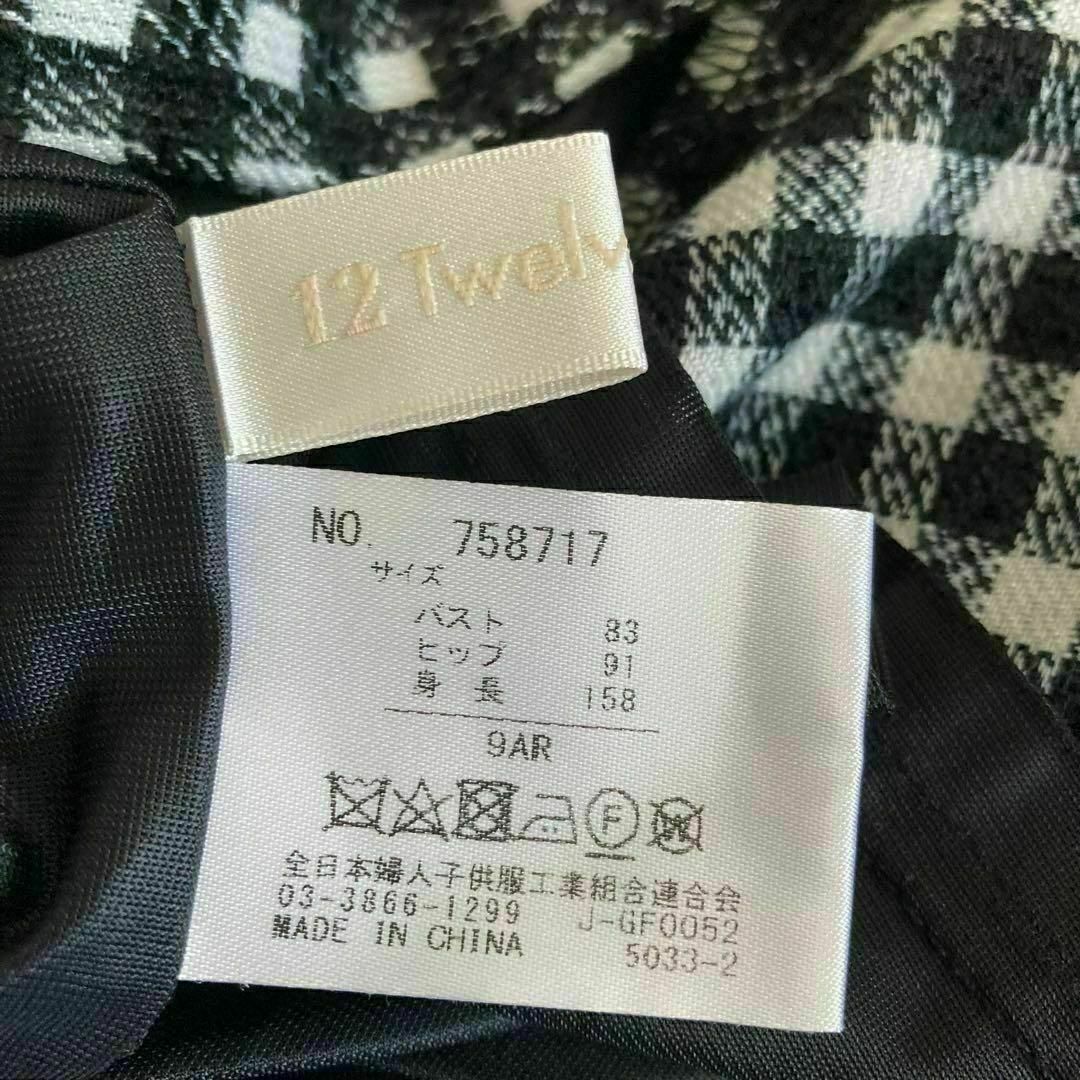 12 Twelv
NO. 758717
サイズ
バスト 83
ヒップ 91
身長 158
9AR
F
W
全日本婦人子供服工業組合連合会
03-3866-1299 J-GF0052
MADE IN CHINA 5033-2